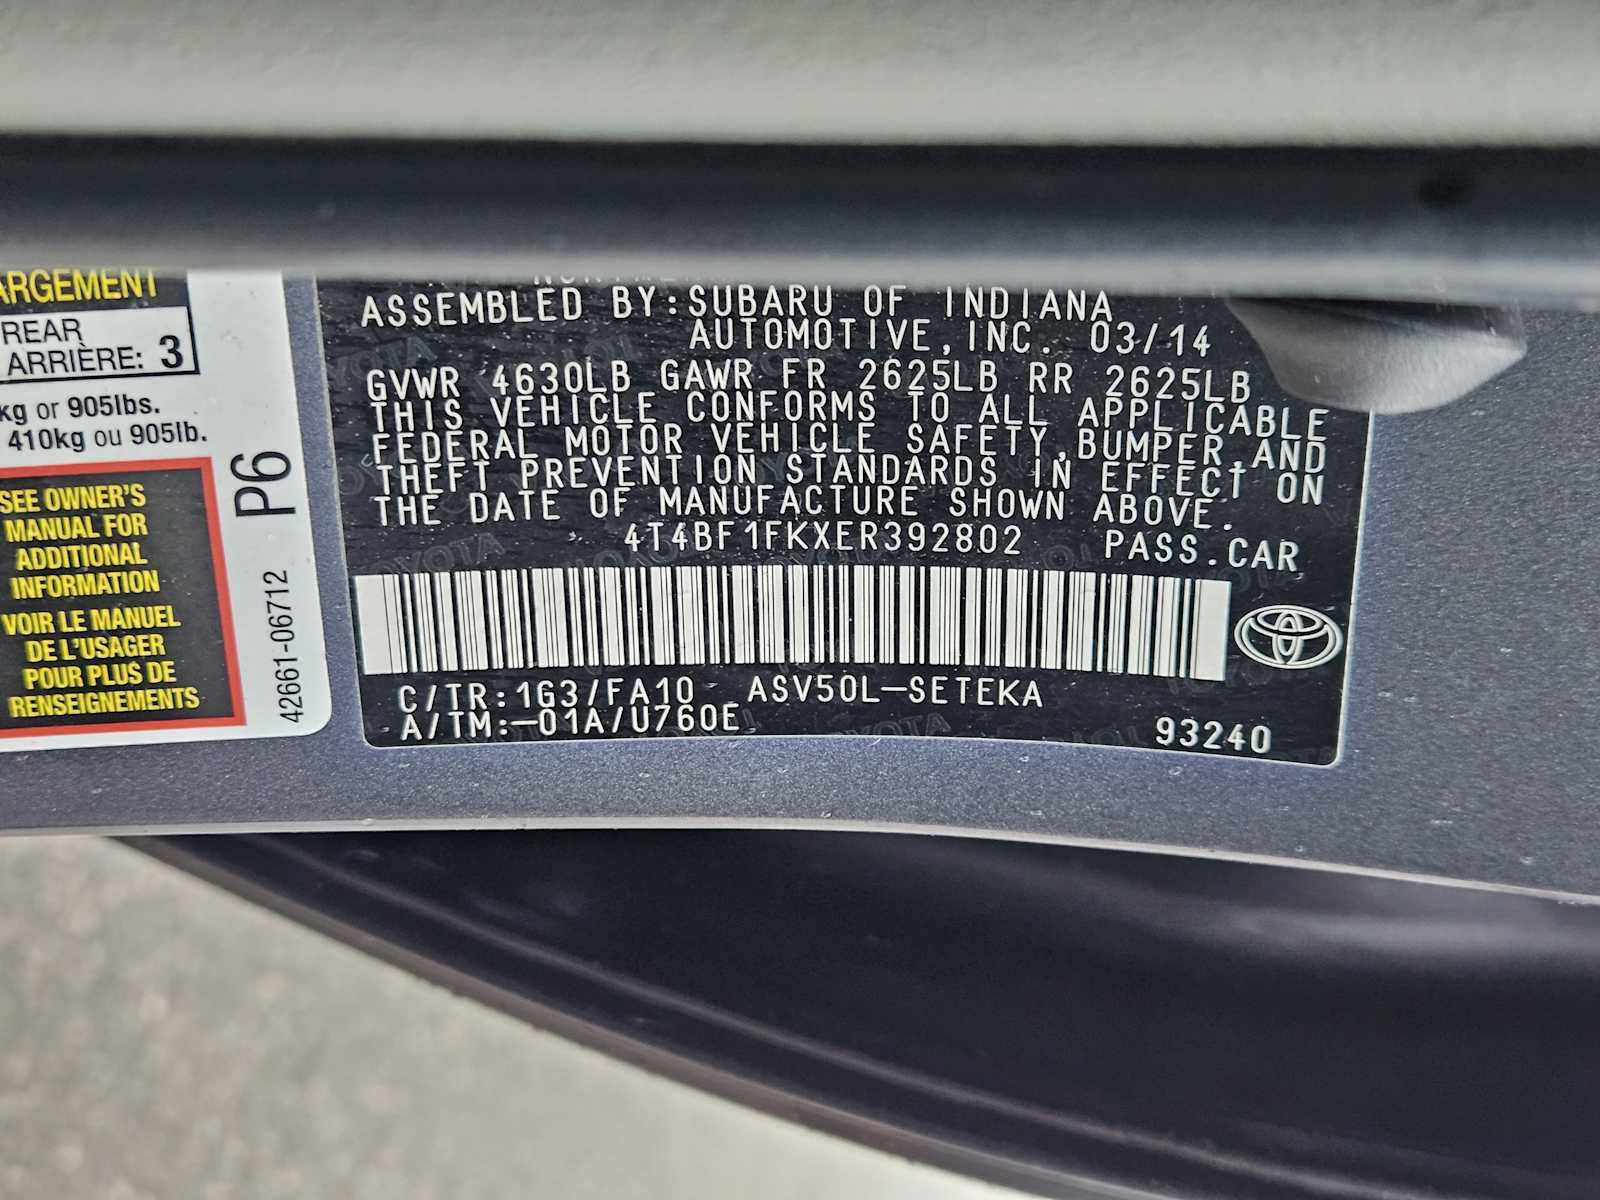 ARGEMENT
REAR
ARRIÈRE: 3
kg or 905lbs.
410kg ou 905lb.
SEE OWNER'S
MANUAL FOR
ADDITIONAL
INFORMATION
VOIR LE MANUEL
DE L'USAGER
POUR PLUS DE
RENSEIGNEMENTS
P6
42661-06712
ASSEMBLED BY:SUBARU OF INDIANA
AUTOMOTIVE,INC. 03/14
GVWR 4630LB GAWR FR 2625LB RR 2625LB
THIS VEHICLE CONFORMS TO ALL APPLICABLE
FEDERAL MOTOR VEHICLE SAFETY,BUMPER,AND
THEFT PREVENTION STANDARDS IN EFFECT ON
THE DATE OF MANUFACTURE SHOWN ABOVE.
4T4BF1FKXER392802 PASS.CAR
C/TR:1G3/FA10 ASV50L-SETEKA
A/TM:-01A/U760E
93240